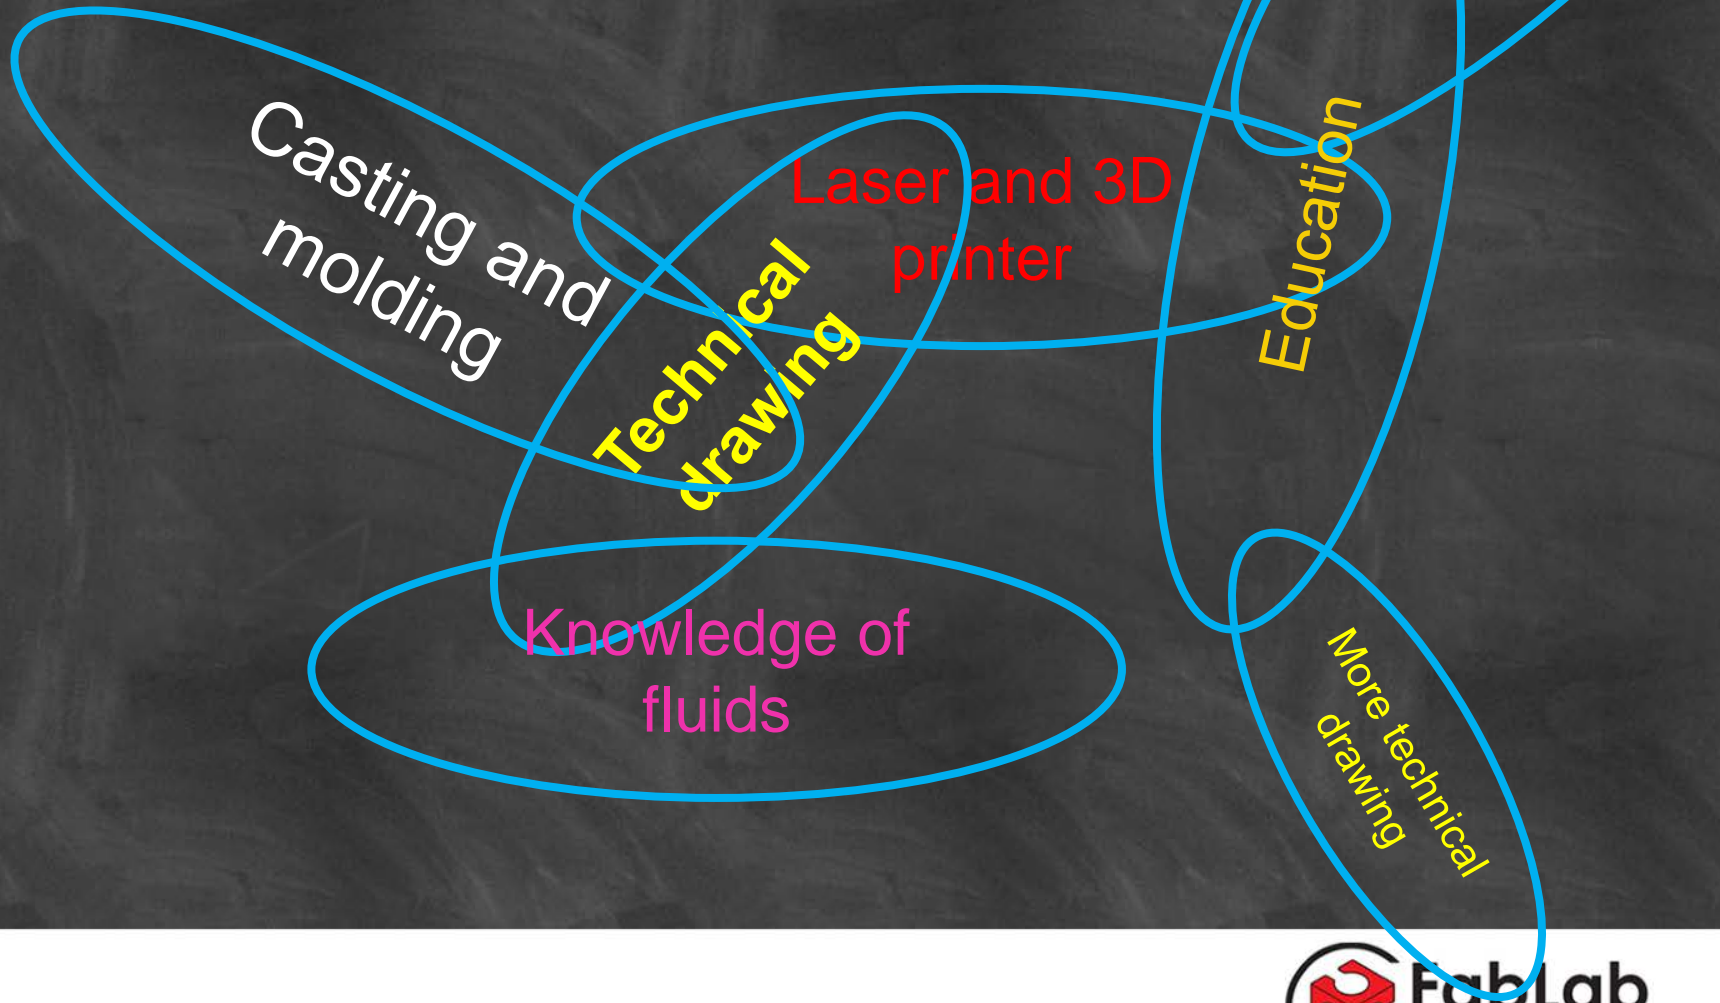 Casting and
molding
Laser and 3D
printer
Education
Technical
drawing
Knowledge of
fluids
More technical
drawing
FabLab